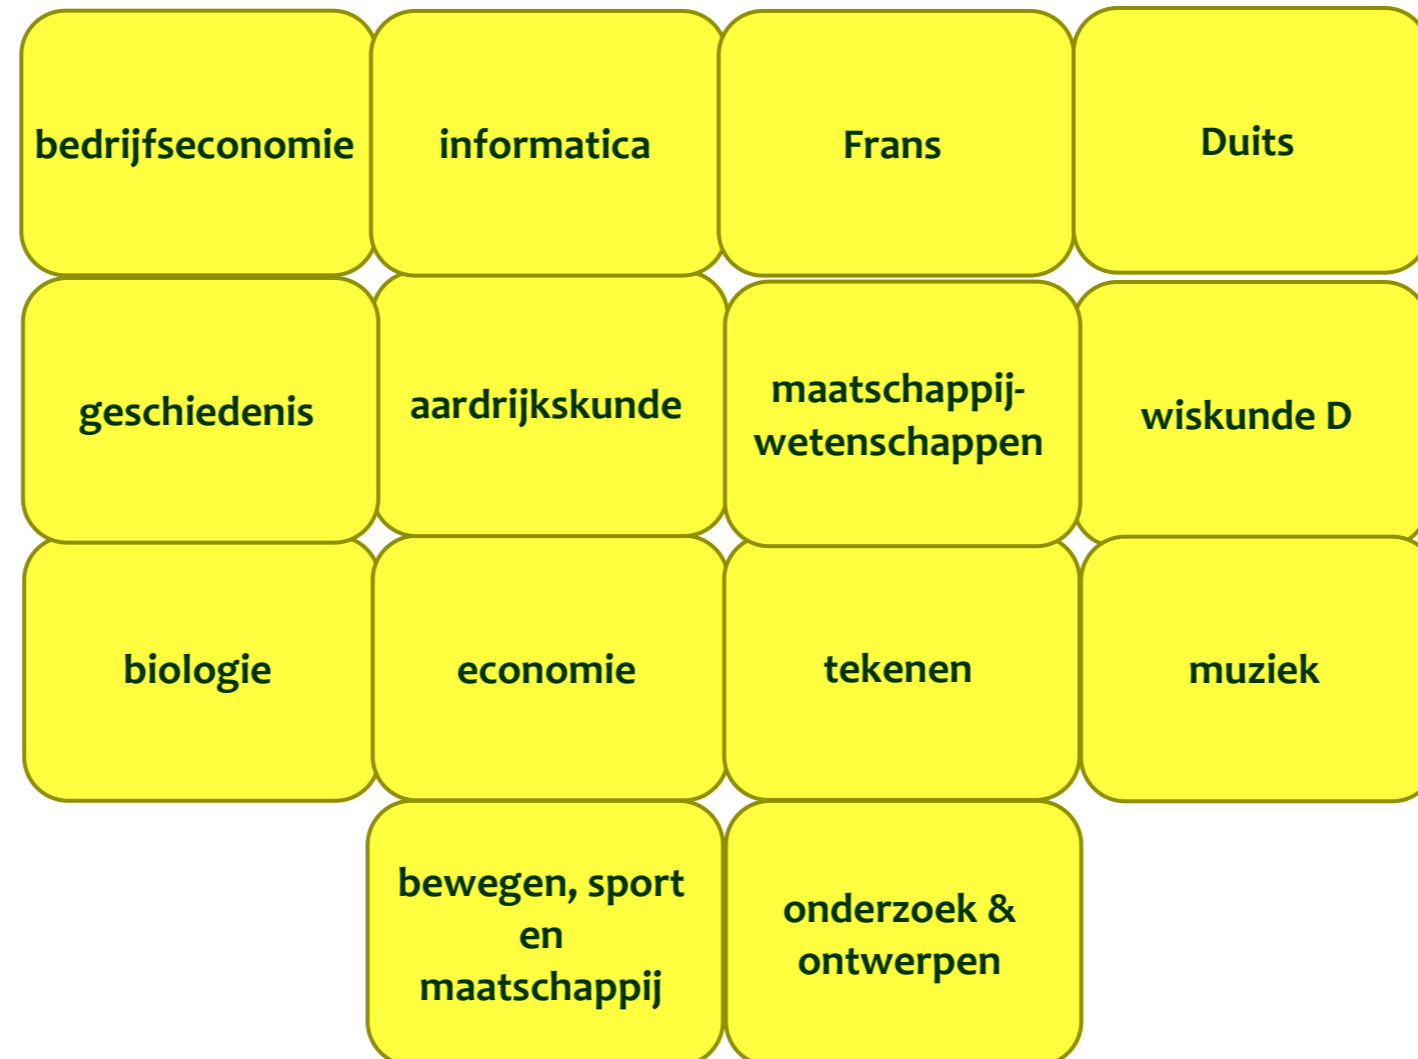 bedrijfseconomie
informatica
Frans
Duits
geschiedenis
aardrijkskunde
maatschappij-
wetenschappen
wiskunde D
biologie
economie
tekenen
muziek
bewegen, sport
en
maatschappij
onderzoek &
ontwerpen